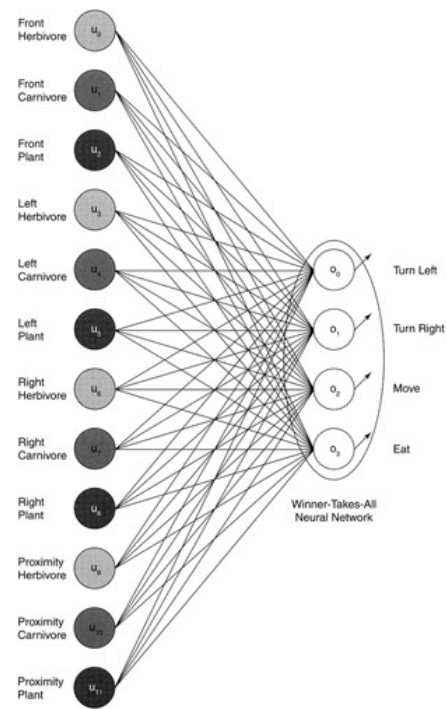 Front
Herbivore
u0
Front
Carnivore
u1
Front
Plant
u2
Left
Herbivore
u3
Left
Carnivore
u4
o0
Turn Left
Left
Plant
u5
o1
Turn Right
Right
Herbivore
u6
o2
Move
Right
Carnivore
u7
o3
Eat
Right
Plant
u8
Winner-Takes-All
Neural Network
Proximity
Herbivore
u9
Proximity
Carnivore
u10
Proximity
Plant
u11